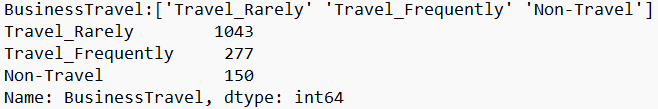 BusinessTravel:['Travel_Rarely' 'Travel_Frequently' 'Non-Travel']
Travel_Rarely        1043
Travel_Frequently     277
Non-Travel            150
Name: BusinessTravel, dtype: int64